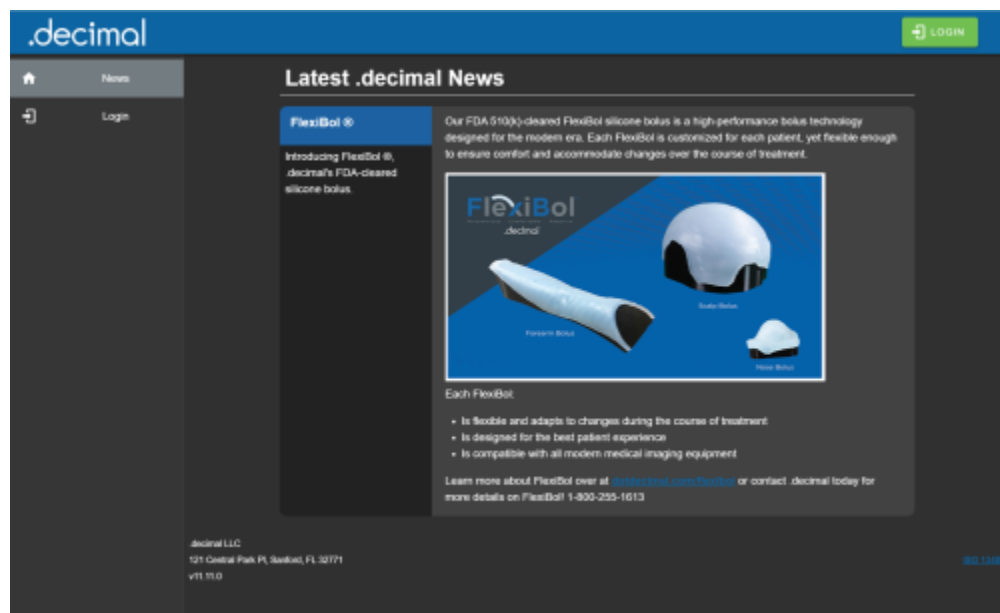 .decimal
LOGIN
News
Login
Latest .decimal News
FlexiBol ®
Introducing FlexiBol ®,
.decimal's FDA-cleared
silicone bolus.
Our FDA 510(k)-cleared FlexiBol silicone bolus is a high-performance bolus technology
designed for the modern era. Each FlexiBol is customized for each patient, yet flexible enough
to ensure comfort and accommodate changes over the course of treatment.
FlexiBol
.decimal
Scalp Bolus
Forearm Bolus
Nose Bolus
Each FlexiBol:
• Is flexible and adapts to changes during the course of treatment
• Is designed for the best patient experience
• Is compatible with all modern medical imaging equipment
Learn more about FlexiBol over at dotdecimal.com/flexibol or contact .decimal today for
more details on FlexiBol! 1-800-255-1613
.decimal LLC
121 Central Park Pl, Sanford, FL 32771
v11.11.0